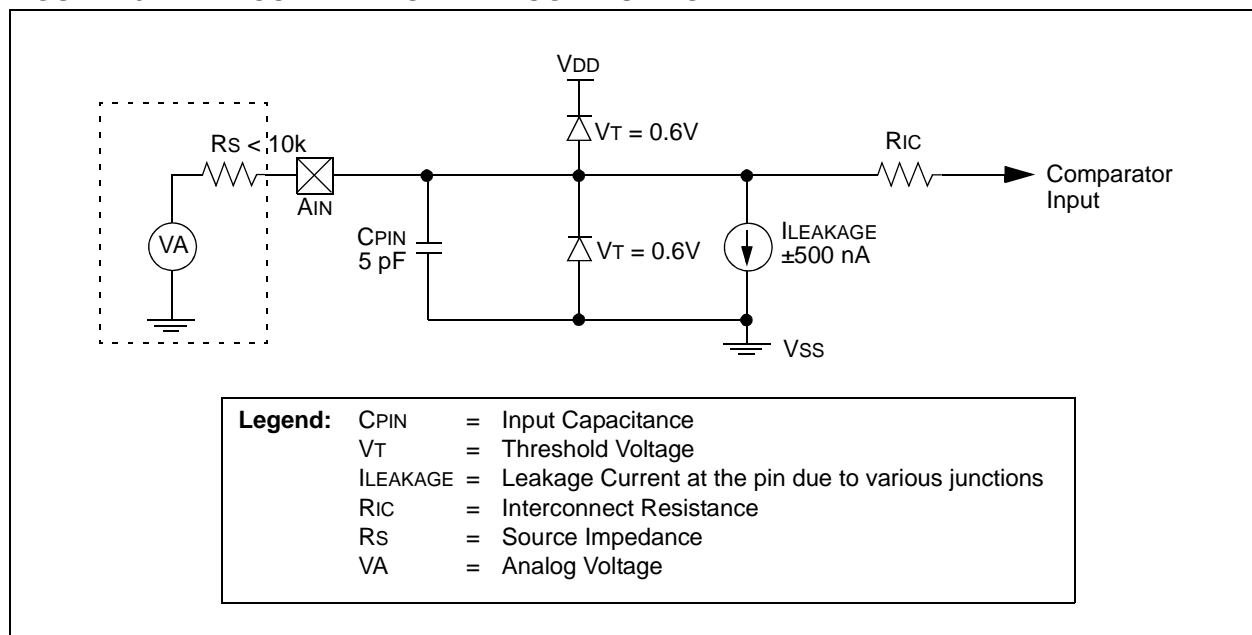 VDD
RS < 10k
VT = 0.6V
RIC
AIN
Comparator
Input
VA
CPIN
5 pF
VT = 0.6V
ILEAKAGE
±500 nA
VSS
Legend: CPIN = Input Capacitance
VT = Threshold Voltage
ILEAKAGE = Leakage Current at the pin due to various junctions
RIC = Interconnect Resistance
RS = Source Impedance
VA = Analog Voltage